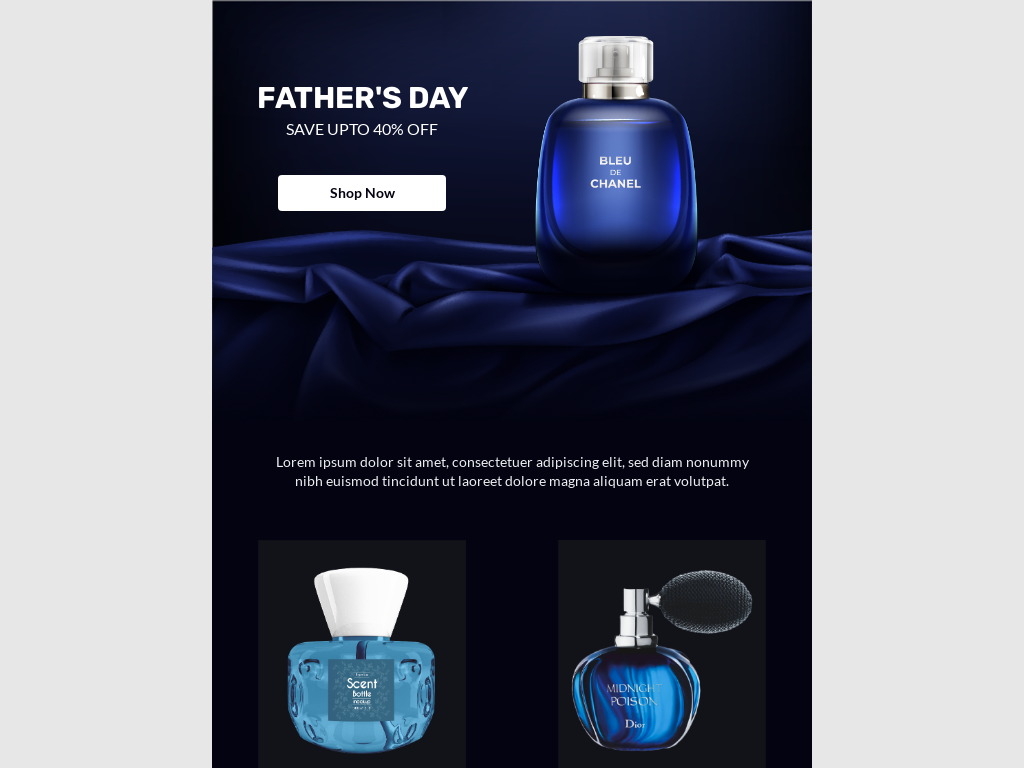 FATHER'S DAY
SAVE UPTO 40% OFF
Shop Now
BLEU
DE
CHANEL
Lorem ipsum dolor sit amet, consectetuer adipiscing elit, sed diam nonummy
nibh euismod tincidunt ut laoreet dolore magna aliquam erat volutpat.
Scent
Bottle
MIDNIGHT
POISON
Dior